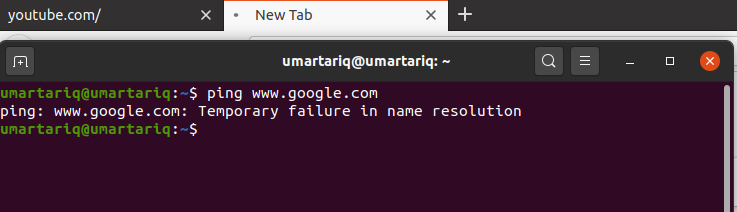 youtube.com/ New Tab
umartariq@umartariq: ~
umartariq@umartariq:~$ ping www.google.com
ping: www.google.com: Temporary failure in name resolution
umartariq@umartariq:~$